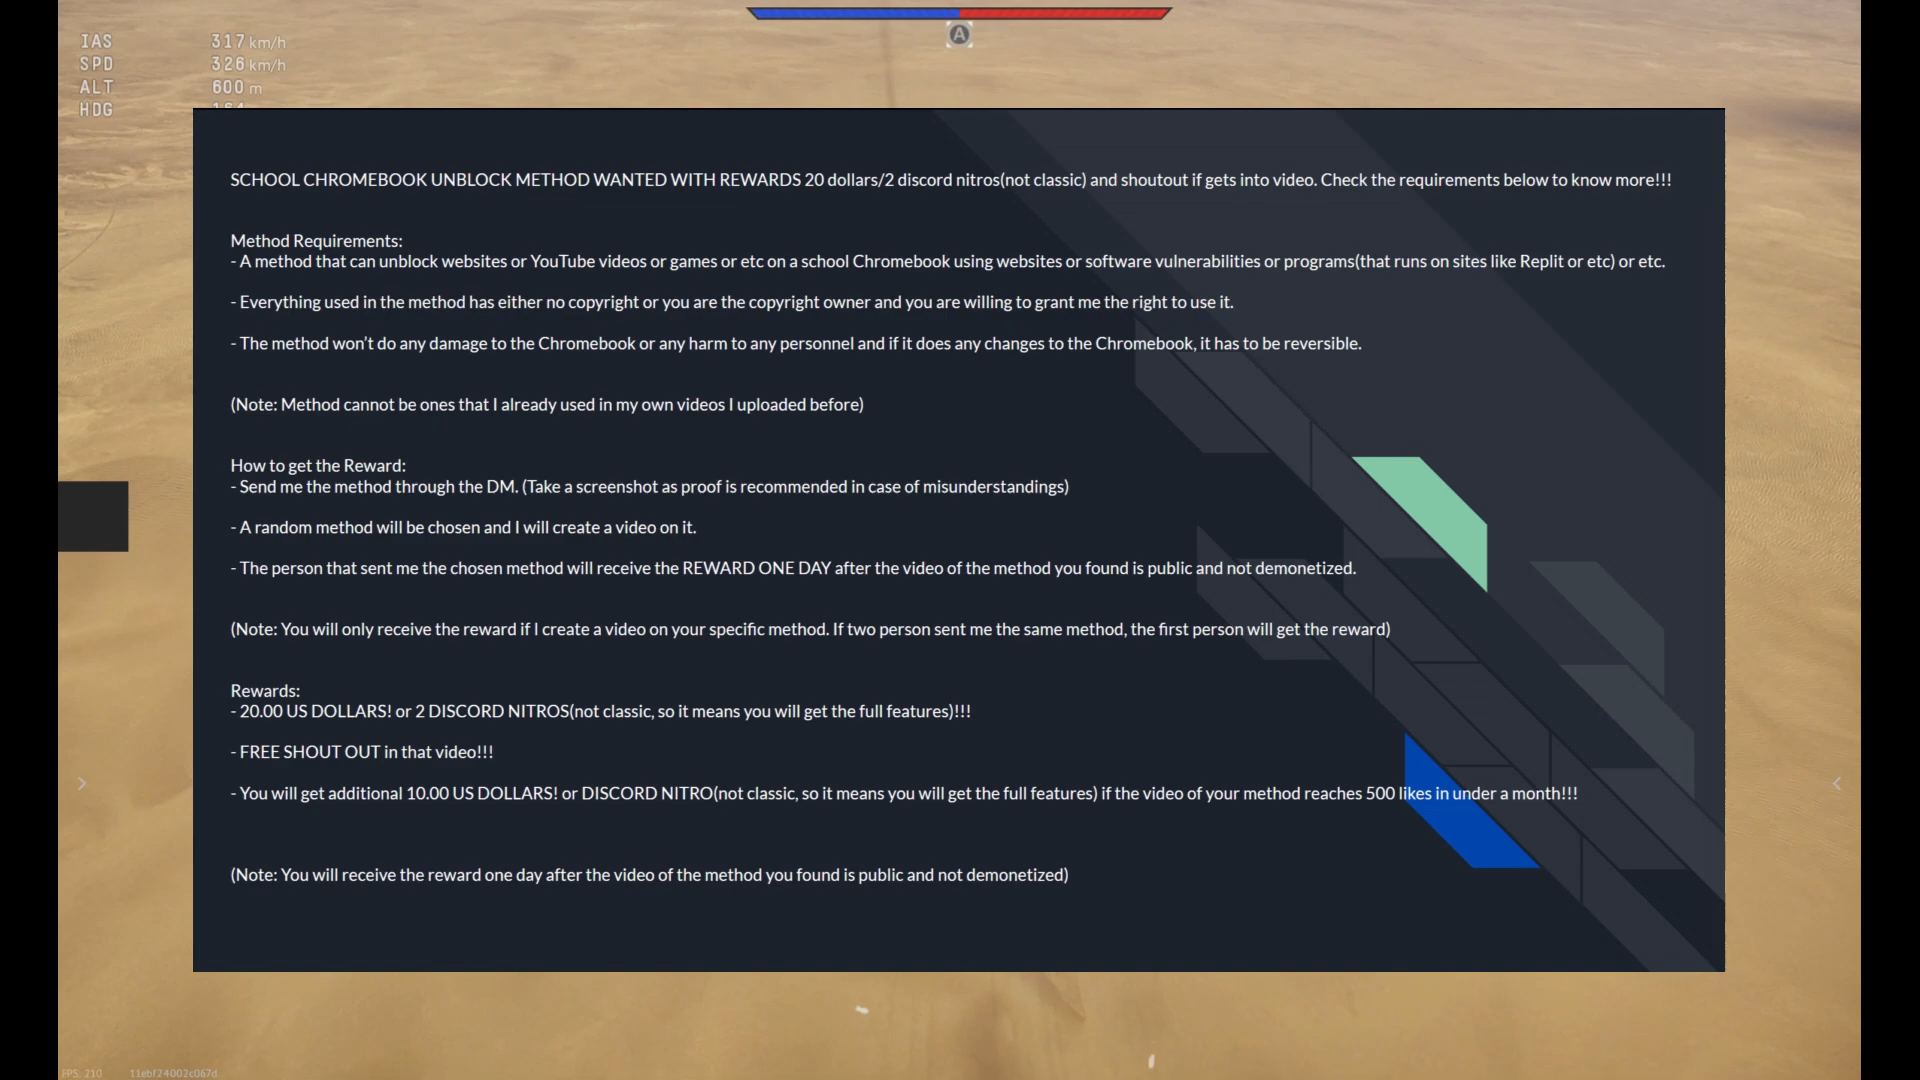 IAS 317 km/h
SPD 326 km/h
ALT 600 m
HDG
A
SCHOOL CHROMEBOOK UNBLOCK METHOD WANTED WITH REWARDS 20 dollars/2 discord nitros(not classic) and shoutout if gets into video. Check the requirements below to know more!!!
Method Requirements:
- A method that can unblock websites or YouTube videos or games or etc on a school Chromebook using websites or software vulnerabilities or programs(that runs on sites like Replit or etc) or etc.
- Everything used in the method has either no copyright or you are the copyright owner and you are willing to grant me the right to use it.
- The method won't do any damage to the Chromebook or any harm to any personnel and if it does any changes to the Chromebook, it has to be reversible.
(Note: Method cannot be ones that I already used in my own videos I uploaded before)
How to get the Reward:
- Send me the method through the DM. (Take a screenshot as proof is recommended in case of misunderstandings)
- A random method will be chosen and I will create a video on it.
- The person that sent me the chosen method will receive the REWARD ONE DAY after the video of the method you found is public and not demonetized.
(Note: You will only receive the reward if I create a video on your specific method. If two person sent me the same method, the first person will get the reward)
Rewards:
- 20.00 US DOLLARS! or 2 DISCORD NITROS(not classic, so it means you will get the full features)!!!
- FREE SHOUT OUT in that video!!!
- You will get additional 10.00 US DOLLARS! or DISCORD NITRO(not classic, so it means you will get the full features) if the video of your method reaches 500 likes in under a month!!!
(Note: You will receive the reward one day after the video of the method you found is public and not demonetized)
FPS: 210 11ebf24002c067d